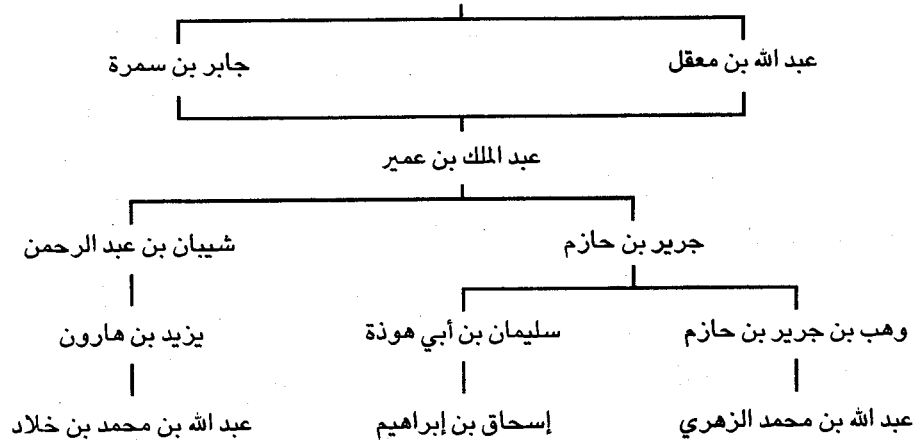 عبد الله بن معقل جابر بن سمرة
عبد الملك بن عمير
جرير بن حازم شيبان بن عبد الرحمن
وهب بن جرير بن حازم سليمان بن أبي هوذة يزيد بن هارون
عبد الله بن محمد الزهري إسحاق بن إبراهيم عبد الله بن محمد بن خلاد